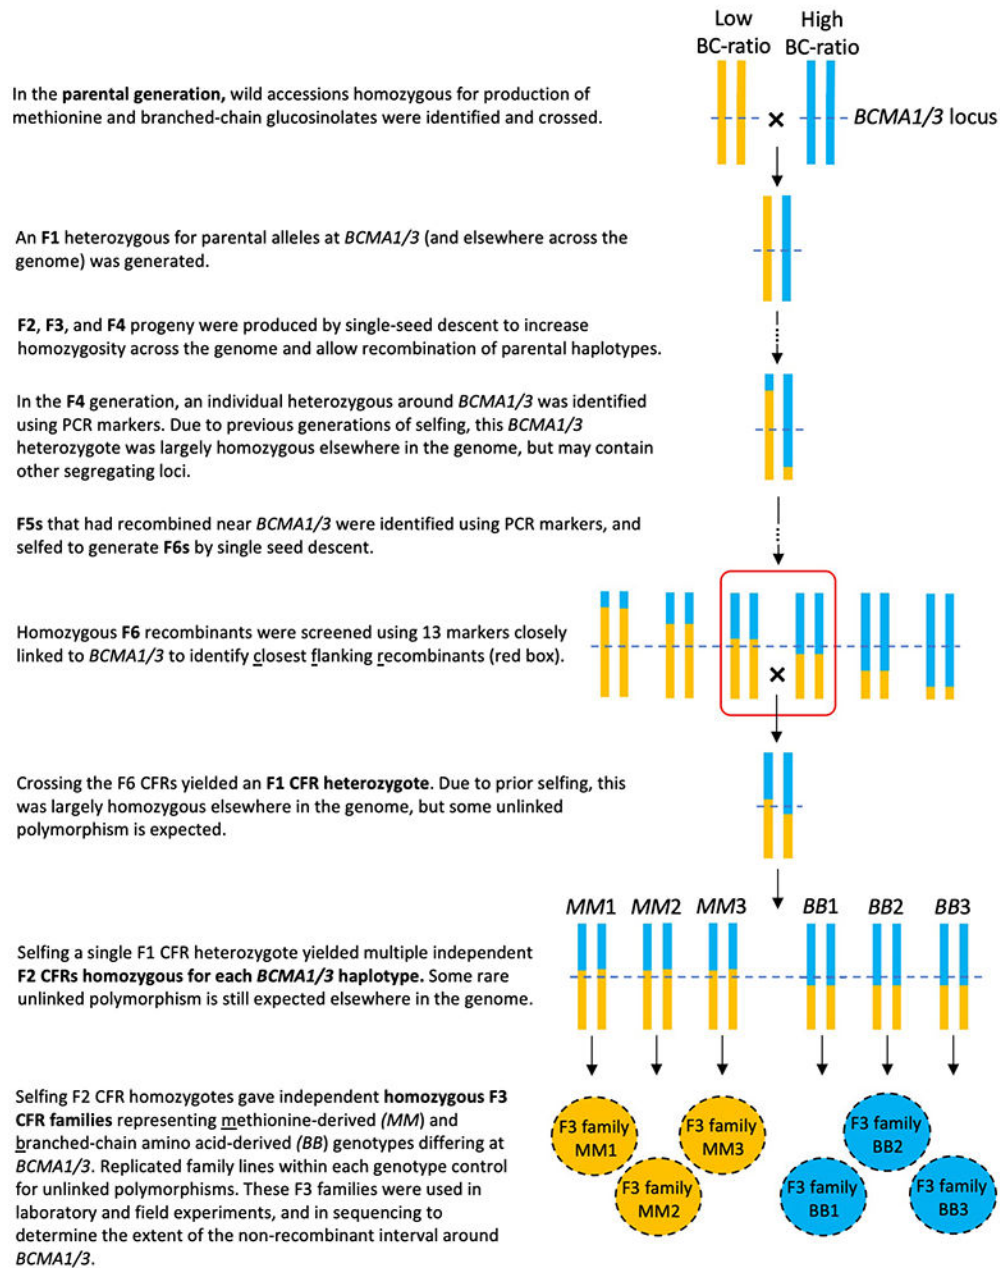 Low High
BC-ratio BC-ratio
In the parental generation, wild accessions homozygous for production of
methionine and branched-chain glucosinolates were identified and crossed.
× BCMA1/3 locus
An F1 heterozygous for parental alleles at BCMA1/3 (and elsewhere across the
genome) was generated.
F2, F3, and F4 progeny were produced by single-seed descent to increase
homozygosity across the genome and allow recombination of parental haplotypes.
In the F4 generation, an individual heterozygous around BCMA1/3 was identified
using PCR markers. Due to previous generations of selfing, this BCMA1/3
heterozygote was largely homozygous elsewhere in the genome, but may contain
other segregating loci.
F5s that had recombined near BCMA1/3 were identified using PCR markers, and
selfed to generate F6s by single seed descent.
Homozygous F6 recombinants were screened using 13 markers closely
linked to BCMA1/3 to identify closest flanking recombinants (red box).
×
Crossing the F6 CFRs yielded an F1 CFR heterozygote. Due to prior selfing, this
was largely homozygous elsewhere in the genome, but some unlinked
polymorphism is expected.
MM1 MM2 MM3 BB1 BB2 BB3
Selfing a single F1 CFR heterozygote yielded multiple independent
F2 CFRs homozygous for each BCMA1/3 haplotype. Some rare
unlinked polymorphism is still expected elsewhere in the genome.
Selfing F2 CFR homozygotes gave independent homozygous F3
CFR families representing methionine-derived (MM) and
branched-chain amino acid-derived (BB) genotypes differing at
BCMA1/3. Replicated family lines within each genotype control
for unlinked polymorphisms. These F3 families were used in
laboratory and field experiments, and in sequencing to
determine the extent of the non-recombinant interval around
BCMA1/3.
F3 family
MM1
F3 family
MM2
F3 family
MM3
F3 family
BB1
F3 family
BB2
F3 family
BB3